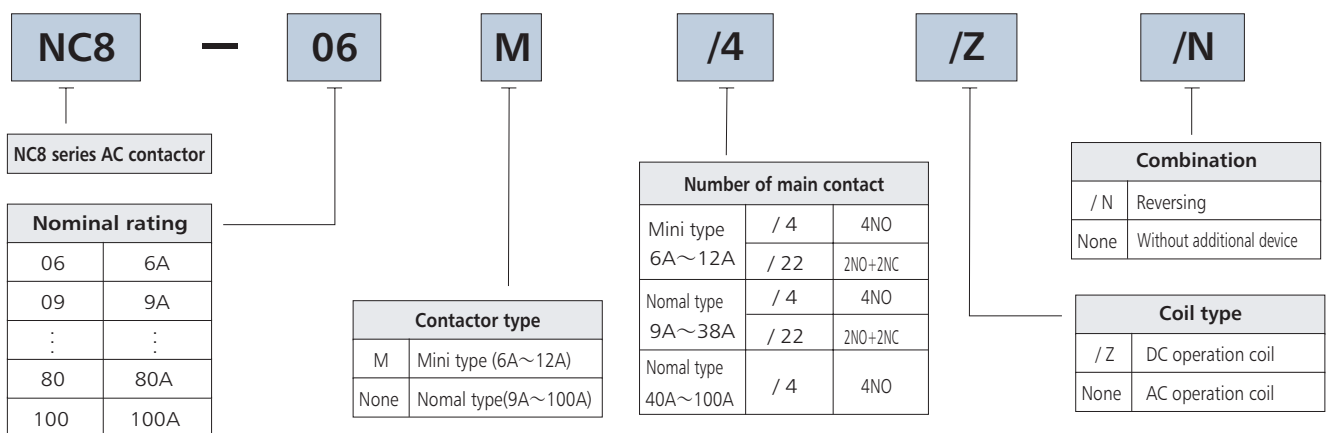 NC8 — 06 M /4 /Z /N
NC8 series AC contactor
Nominal rating
06 6A
09 9A
⋮ ⋮
80 80A
100 100A
Contactor type
M Mini type (6A～12A)
None Nomal type(9A～100A)
Number of main contact
Mini type
6A～12A
/ 4 4NO
/ 22 2NO+2NC
Nomal type
9A～38A
/ 4 4NO
/ 22 2NO+2NC
Nomal type
40A～100A
/ 4 4NO
Combination
/ N Reversing
None Without additional device
Coil type
/ Z DC operation coil
None AC operation coil